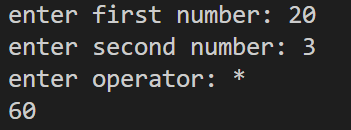 enter first number: 20
enter second number: 3
enter operator: *
60